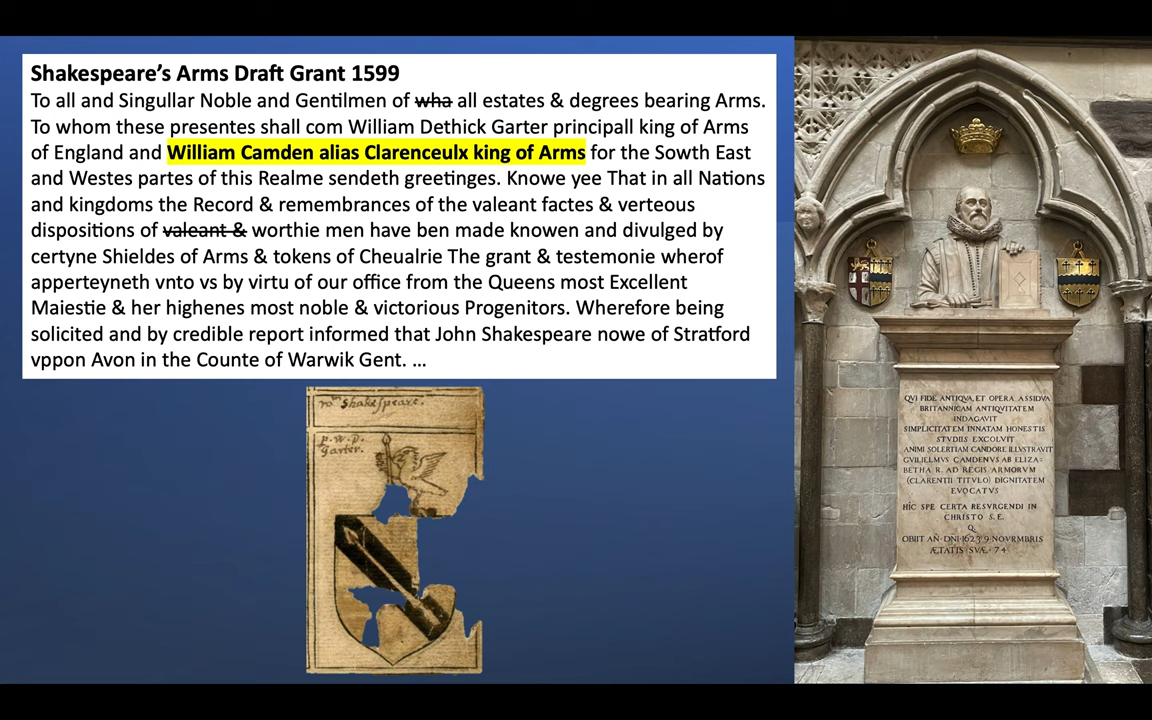 Shakespeare's Arms Draft Grant 1599
To all and Singullar Noble and Gentilmen of wha all estates & degrees bearing Arms.
To whom these presentes shall com William Dethick Garter principall king of Arms
of England and William Camden alias Clarenceulx king of Arms for the Sowth East
and Westes partes of this Realme sendeth greetinges. Knowe yee That in all Nations
and kingdoms the Record & remembrances of the valeant factes & verteous
dispositions of valeant & worthie men have ben made knowen and divulged by
certyne Shieldes of Arms & tokens of Cheualrie The grant & testemonie wherof
apperteyneth vnto vs by virtu of our office from the Queens most Excellent
Maiestie & her highenes most noble & victorious Progenitors. Wherefore being
solicited and by credible report informed that John Shakespeare nowe of Stratford
vppon Avon in the Counte of Warwik Gent. ...
Shakespeare.
p. w. D.
Garter.
QVI FIDE ANTIQVA, ET OPERA ASSIDVA
BRITANNICAM ANTIQVITATEM
INDAGAVIT
SIMPLICITATEM INNATAM HONESTIS
STVDIIS EXCOLVIT
ANIMI SOLERTIAM CANDORE ILLVSTRAVIT
GVILIELMVS CAMDENVS AB ELIZA:
BETHA R. AD REGIS ARMORVM
(CLARENTII TITVLO) DIGNITATEM
EVOCATVS
HIC SPE CERTA RESVRGENDI IN
CHRISTO S. E.
Q.
OBIIT AN. DNI. 1623. 9 NOVRMBRIS
ÆTATIS SVÆ. 74